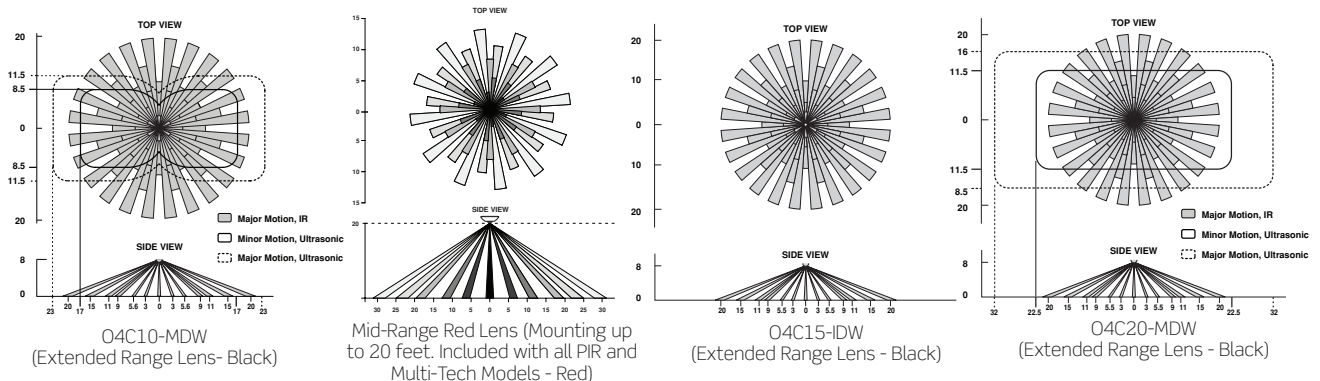 TOP VIEW
20
11.5
8.5
0
8.5
11.5
20
Major Motion, IR
Minor Motion, Ultrasonic
Major Motion, Ultrasonic
SIDE VIEW
8
0
20 15 11 9 5.6 3 0 3 5.6 9 11 15 20
23 17 17 23
O4C10-MDW
(Extended Range Lens- Black)
TOP VIEW
15
10
5
0
5
10
15
SIDE VIEW
20
30 25 20 15 10 5 0 5 10 15 20 25 30
Mid-Range Red Lens (Mounting up
to 20 feet. Included with all PIR and
Multi-Tech Models - Red)
TOP VIEW
20
10
0
10
20
SIDE VIEW
8
0
20 15 11 9 5.6 3 0 3 5.6 9 11 15 20
O4C15-IDW
(Extended Range Lens - Black)
TOP VIEW
20
16
11.5
0
11.5
8.5
20
Major Motion, IR
Minor Motion, Ultrasonic
Major Motion, Ultrasonic
SIDE VIEW
8
0
20 15 11 9 5.6 3 0 3 5.6 9 11 15 20
32 22.5 22.5 32
O4C20-MDW
(Extended Range Lens - Black)